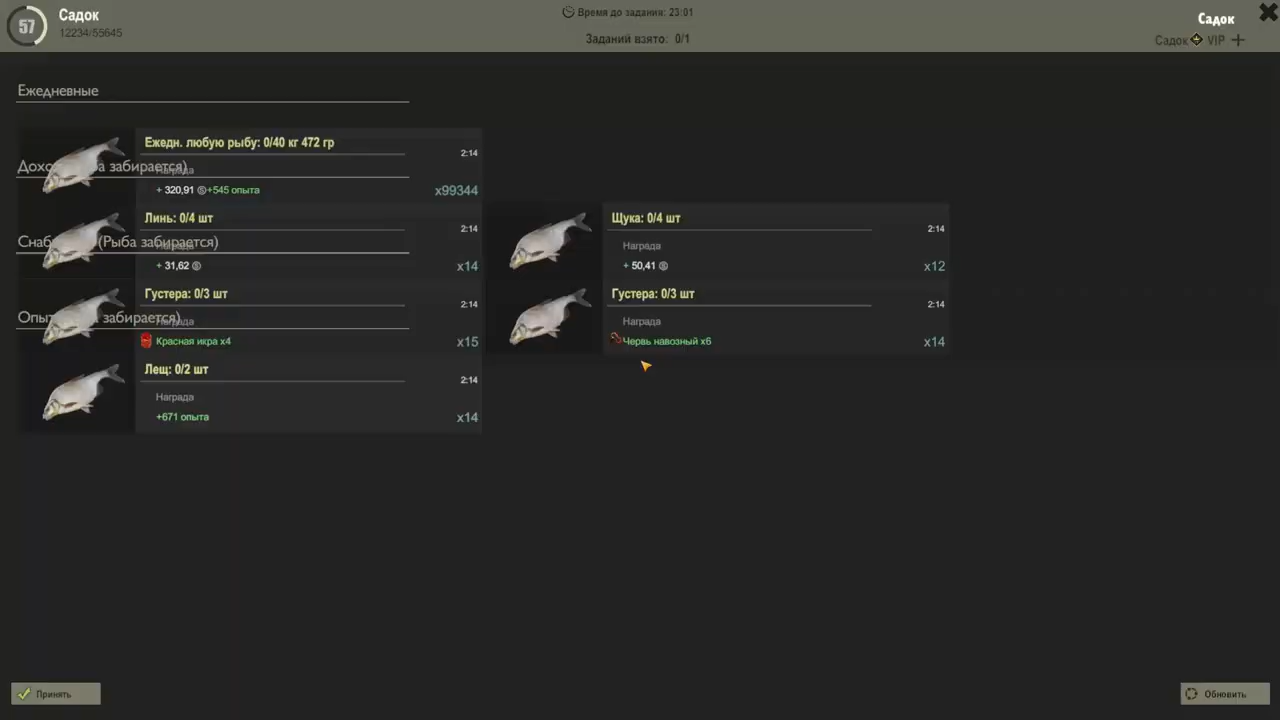 57
Садок
12234/55645
Время до задания: 23:01
Заданий взято: 0/1
Садок
Садок VIP
Ежедневные
Ежедн. любую рыбу: 0/40 кг 472 гр
2:14
Награда
+ 320,91 +545 опыта
x99344
забирается)
Линь: 0/4 шт
2:14
Награда
+ 31,62
x14
Щука: 0/4 шт
2:14
Награда
+ 50,41
x12
(Рыба забирается)
Густера: 0/3 шт
2:14
Награда
Красная икра x4
x15
Густера: 0/3 шт
2:14
Награда
Червь навозный x6
x14
забирается)
Лещ: 0/2 шт
2:14
Награда
+671 опыта
x14
Принять
Обновить